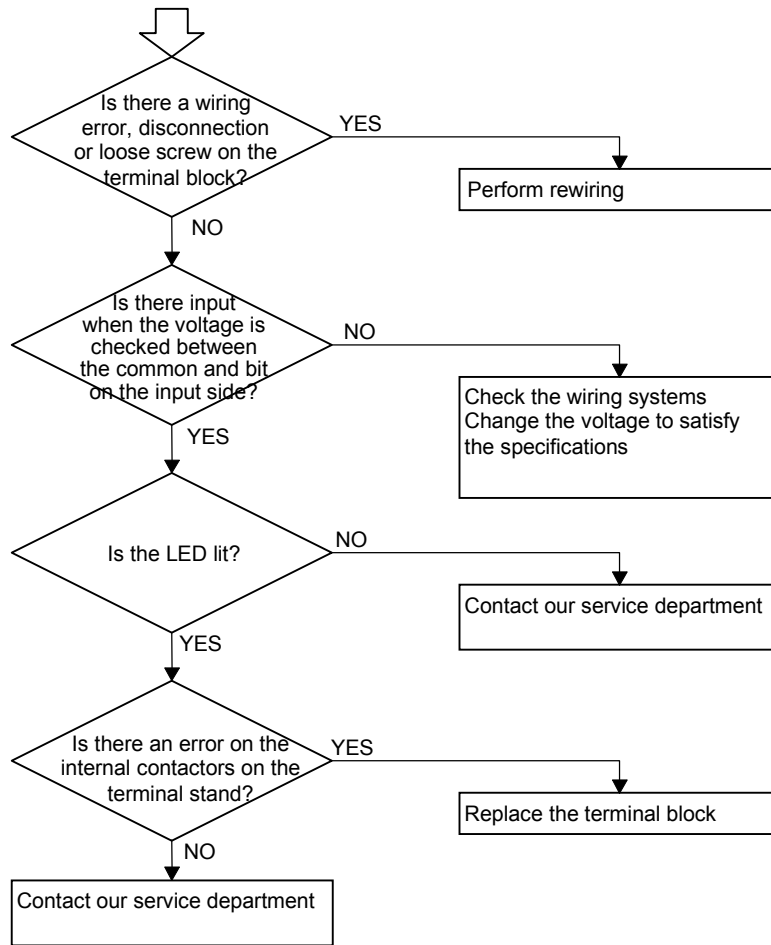 Is there a wiring
error, disconnection
or loose screw on the
terminal block?
YES
Perform rewiring
NO
Is there input
when the voltage is
checked between
the common and bit
on the input side?
NO
Check the wiring systems
Change the voltage to satisfy
the specifications
YES
Is the LED lit?
NO
Contact our service department
YES
Is there an error on the
internal contactors on the
terminal stand?
YES
Replace the terminal block
NO
Contact our service department